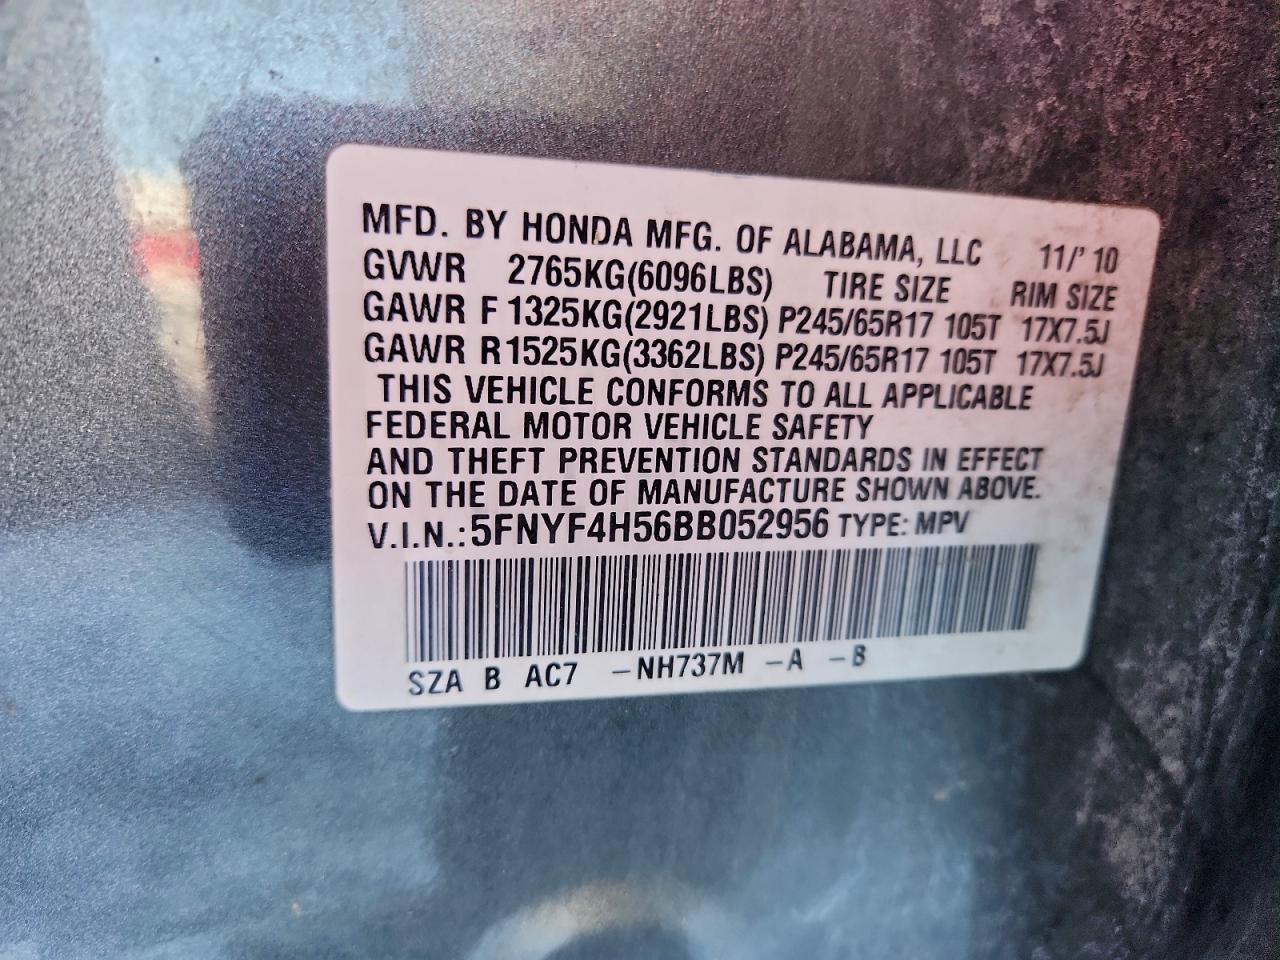 MFD. BY HONDA MFG. OF ALABAMA, LLC 11/'10
GVWR 2765KG(6096LBS) TIRE SIZE RIM SIZE
GAWR F 1325KG(2921LBS) P245/65R17 105T 17X7.5J
GAWR R 1525KG(3362LBS) P245/65R17 105T 17X7.5J
THIS VEHICLE CONFORMS TO ALL APPLICABLE
FEDERAL MOTOR VEHICLE SAFETY
AND THEFT PREVENTION STANDARDS IN EFFECT
ON THE DATE OF MANUFACTURE SHOWN ABOVE.
V.I.N.:5FNYF4H56BB052956 TYPE: MPV
SZA B AC7 -NH737M -A -B